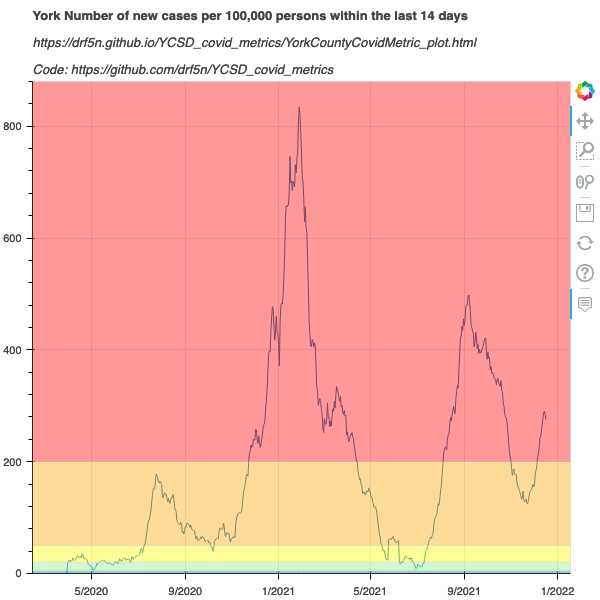 York Number of new cases per 100,000 persons within the last 14 days
https://drf5n.github.io/YCSD_covid_metrics/YorkCountyCovidMetric_plot.html
Code: https://github.com/drf5n/YCSD_covid_metrics
800
600
400
200
0
5/2020 9/2020 1/2021 5/2021 9/2021 1/2022